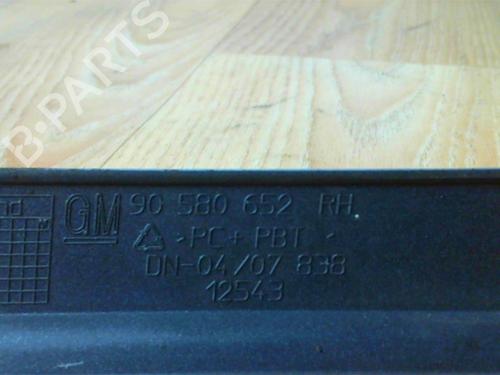 B-PARTS
GM 90 580 652 RH
>PC+PBT<
DN-04/07 838
12543